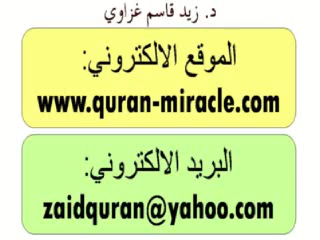 د. زيد قاسم غزاوي
الموقع الالكتروني:
www.quran-miracle.com
البريد الالكتروني:
zaidquran@yahoo.com